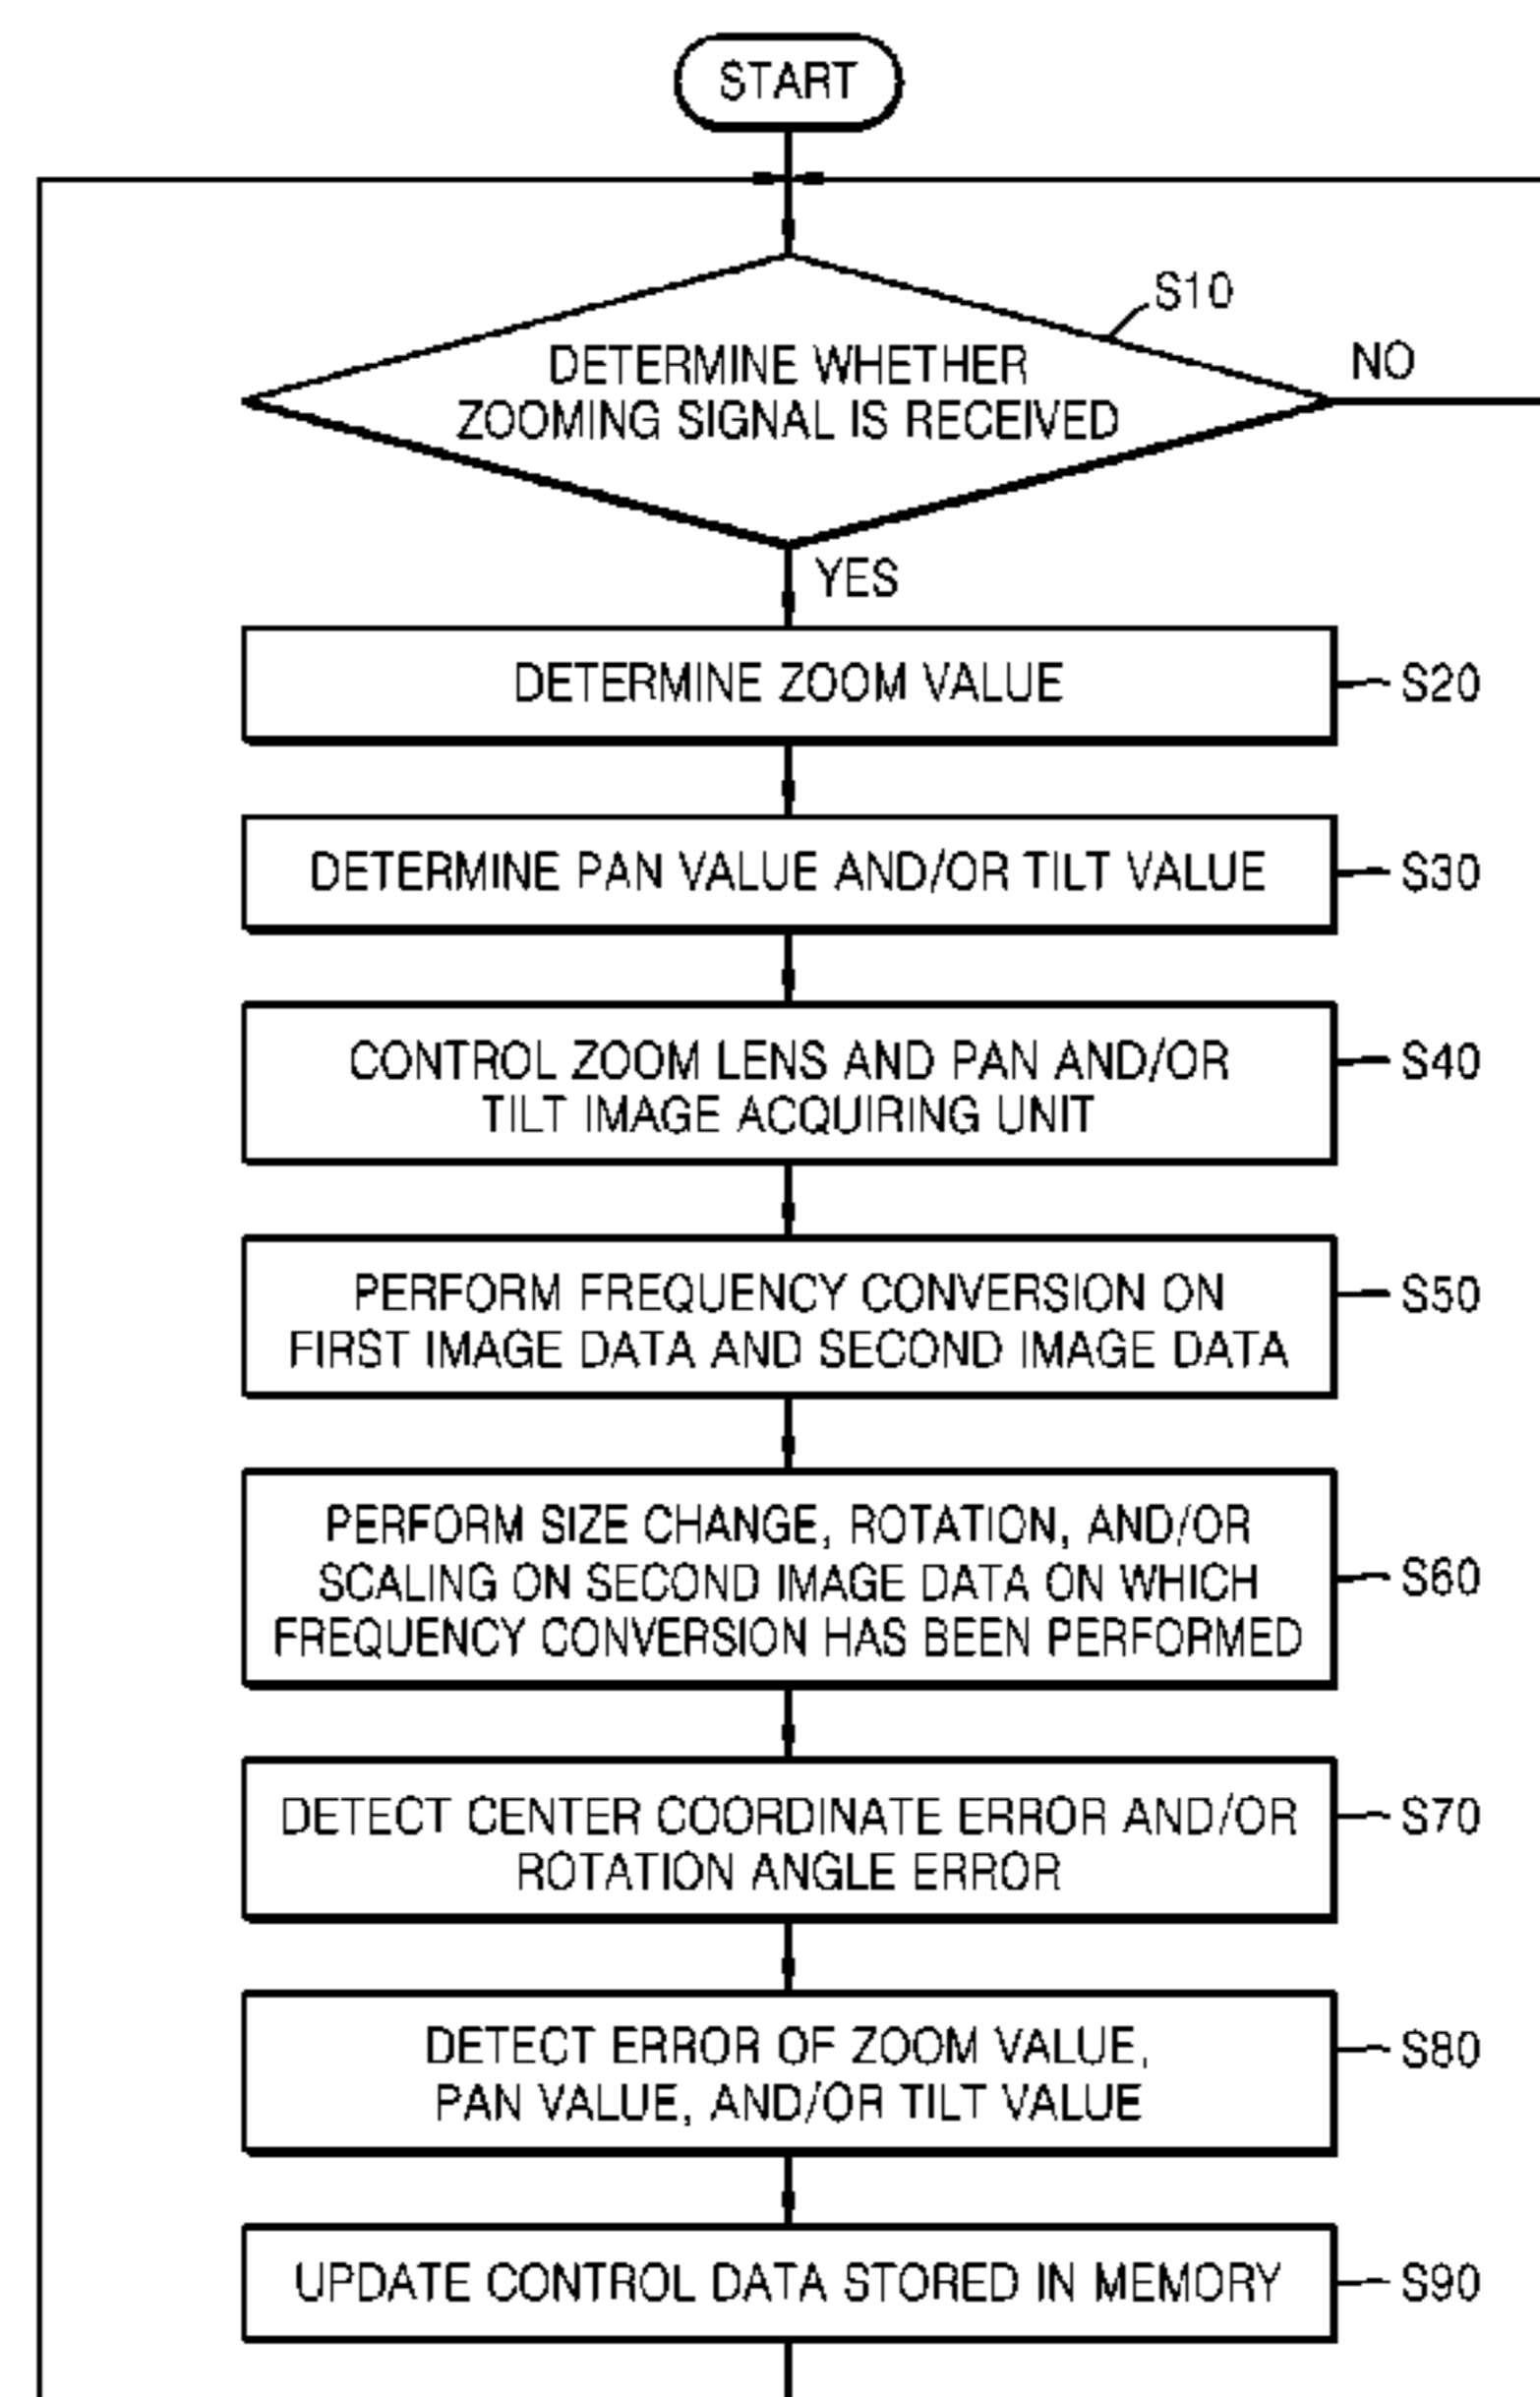 START
S10
DETERMINE WHETHER
ZOOMING SIGNAL IS RECEIVED
NO
YES
DETERMINE ZOOM VALUE
S20
DETERMINE PAN VALUE AND/OR TILT VALUE
S30
CONTROL ZOOM LENS AND PAN AND/OR
TILT IMAGE ACQUIRING UNIT
S40
PERFORM FREQUENCY CONVERSION ON
FIRST IMAGE DATA AND SECOND IMAGE DATA
S50
PERFORM SIZE CHANGE, ROTATION, AND/OR
SCALING ON SECOND IMAGE DATA ON WHICH
FREQUENCY CONVERSION HAS BEEN PERFORMED
S60
DETECT CENTER COORDINATE ERROR AND/OR
ROTATION ANGLE ERROR
S70
DETECT ERROR OF ZOOM VALUE,
PAN VALUE, AND/OR TILT VALUE
S80
UPDATE CONTROL DATA STORED IN MEMORY
S90